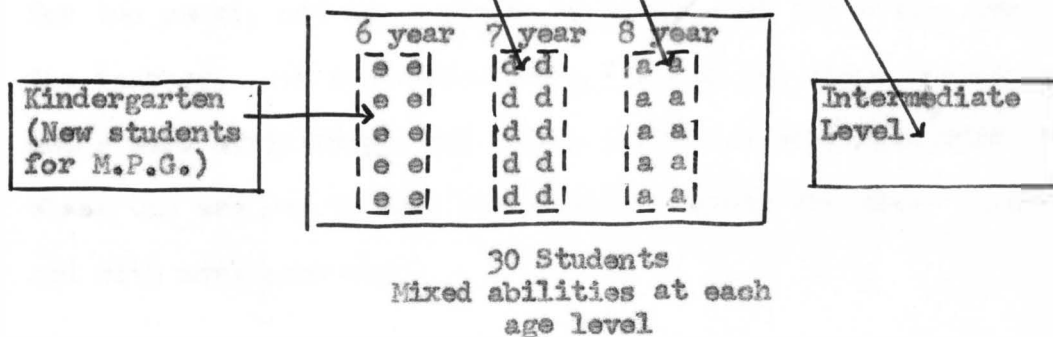 6 year 7 year 8 year
e e d d a a
Kindergarten e e d d a a Intermediate
(New students e e d d a a Level
for M.P.G.) e e d d a a
e e d d a a
30 Students
Mixed abilities at each
age level